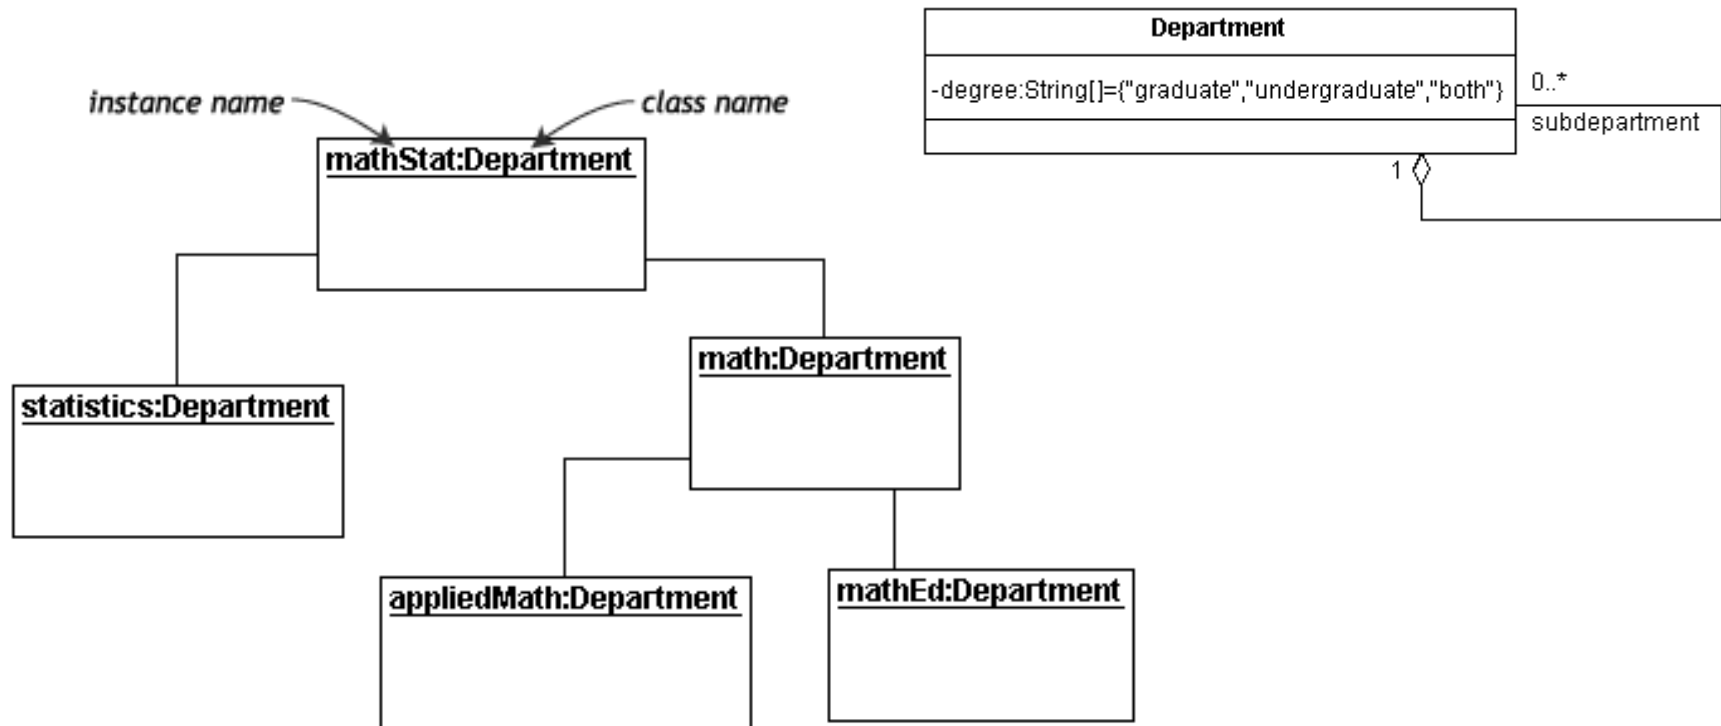 instance name
class name
mathStat:Department
statistics:Department
math:Department
appliedMath:Department
mathEd:Department
Department
-degree:String[]={"graduate","undergraduate","both"}
0..*
subdepartment
1